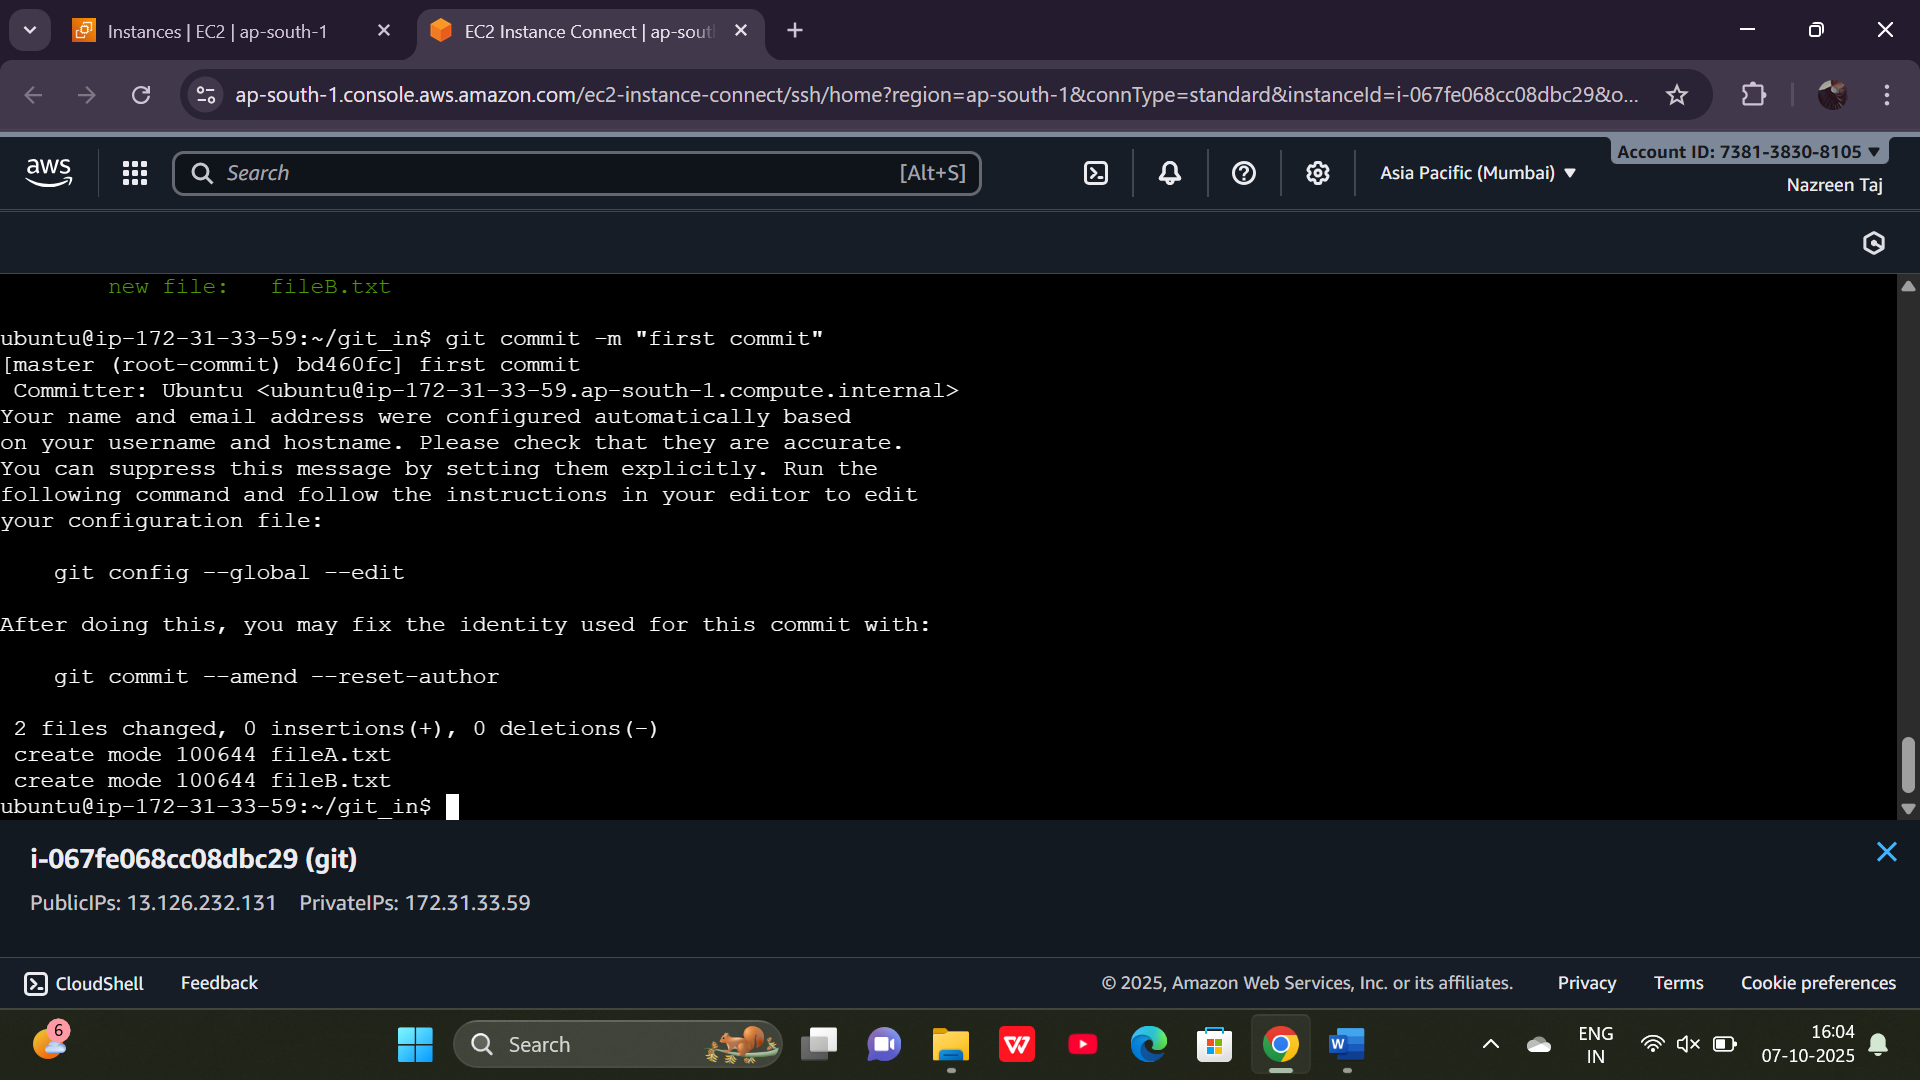 Instances | EC2 | ap-south-1
EC2 Instance Connect | ap-sout
ap-south-1.console.aws.amazon.com/ec2-instance-connect/ssh/home?region=ap-south-1&connType=standard&instanceId=i-067fe068cc08dbc29&o...
aws
Search [Alt+S]
Asia Pacific (Mumbai) ▼
Account ID: 7381-3830-8105 ▼
Nazreen Taj
new file: fileB.txt
ubuntu@ip-172-31-33-59:~/git_in$ git commit -m "first commit"
[master (root-commit) bd460fc] first commit
Committer: Ubuntu <ubuntu@ip-172-31-33-59.ap-south-1.compute.internal>
Your name and email address were configured automatically based
on your username and hostname. Please check that they are accurate.
You can suppress this message by setting them explicitly. Run the
following command and follow the instructions in your editor to edit
your configuration file:
git config --global --edit
After doing this, you may fix the identity used for this commit with:
git commit --amend --reset-author
2 files changed, 0 insertions(+), 0 deletions(-)
create mode 100644 fileA.txt
create mode 100644 fileB.txt
ubuntu@ip-172-31-33-59:~/git_in$
i-067fe068cc08dbc29 (git)
PublicIPs: 13.126.232.131 PrivateIPs: 172.31.33.59
CloudShell Feedback © 2025, Amazon Web Services, Inc. or its affiliates. Privacy Terms Cookie preferences
6
Search
W
ENG
IN
16:04
07-10-2025